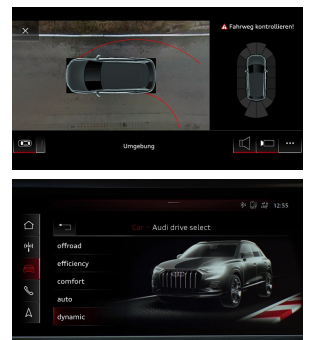 Fahrweg kontrollieren!
Umgebung
12:55
Car · Audi drive select
offroad
efficiency
comfort
auto
dynamic